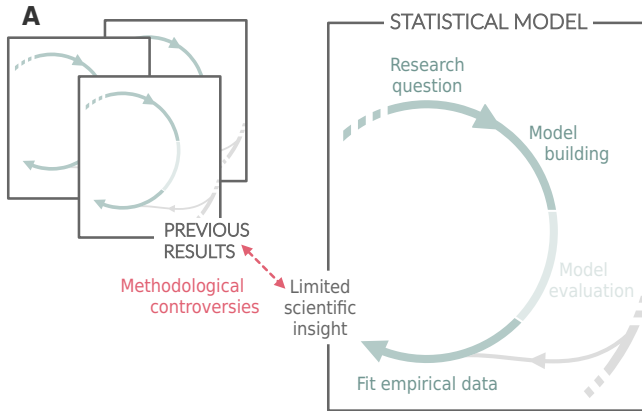 A
STATISTICAL MODEL
Research
question
Model
building
Model
evaluation
Fit empirical data
PREVIOUS
RESULTS
Methodological
controversies
Limited
scientific
insight